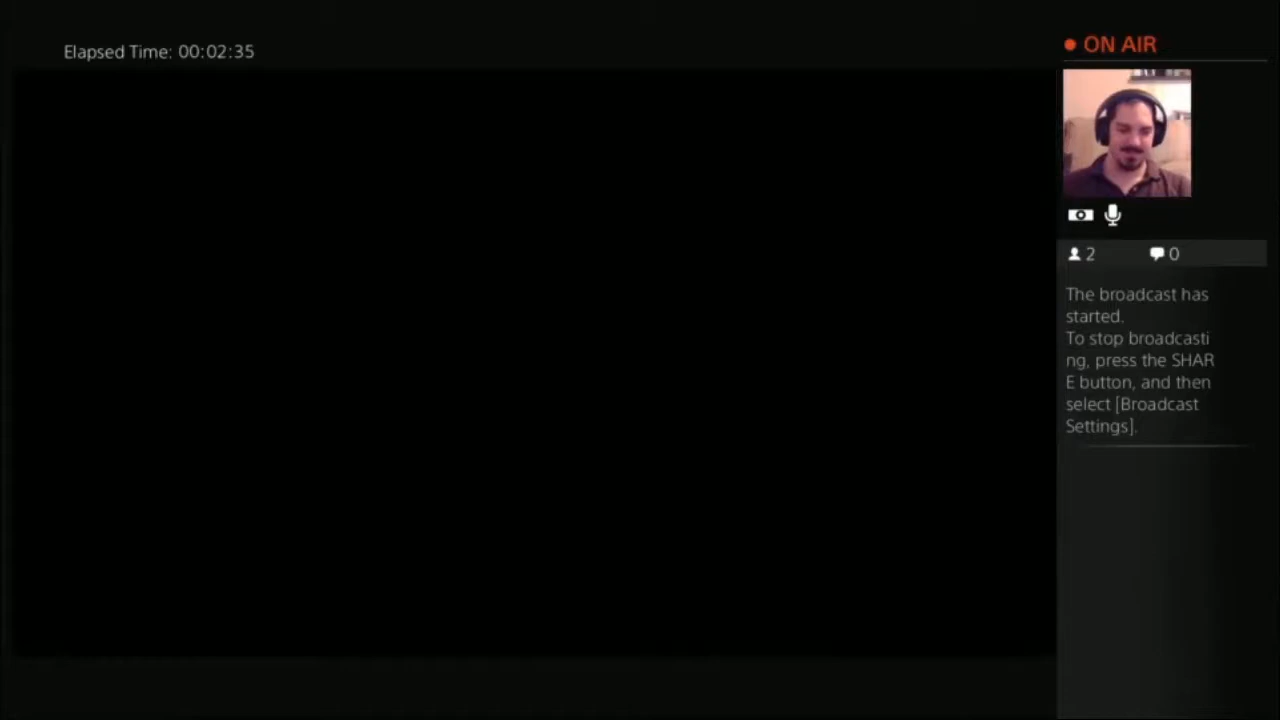 Elapsed Time: 00:02:35
ON AIR
2
0
The broadcast has
started.
To stop broadcasti
ng, press the SHAR
E button, and then
select [Broadcast
Settings].